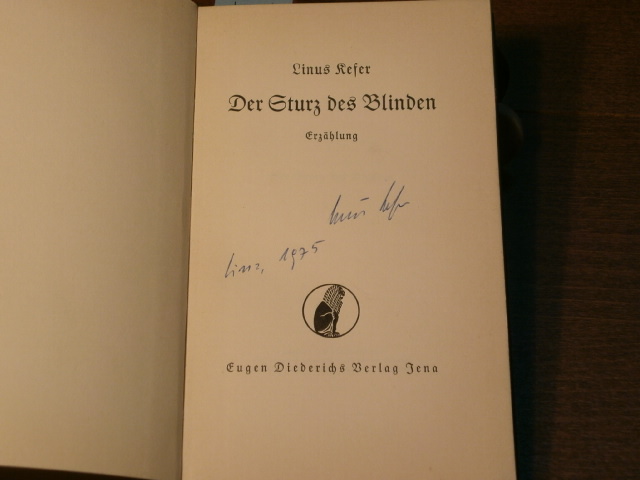 Linus Kefer
Der Sturz des Blinden
Erzählung
Linus Kefer
Linz, 1975
Eugen Diederichs Verlag Jena